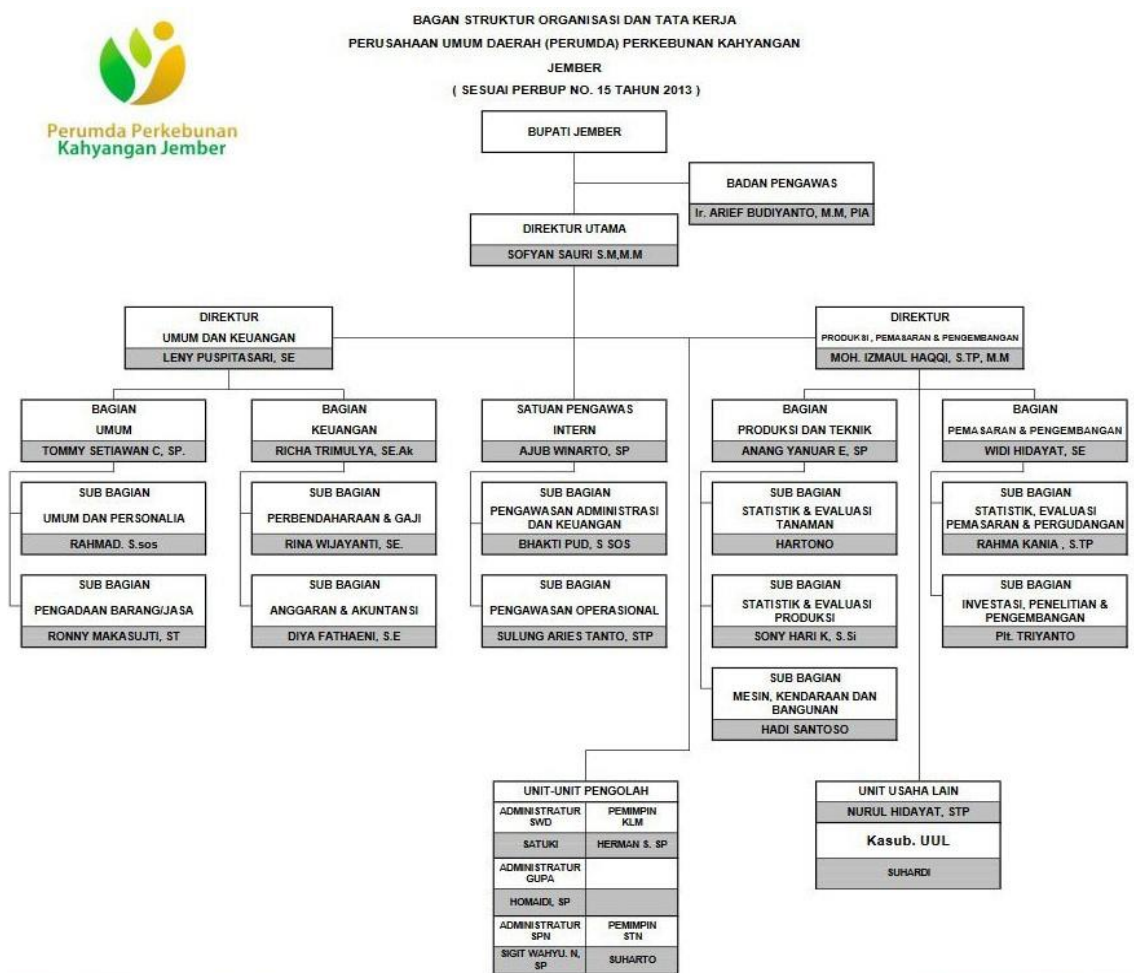 BAGAN STRUKTUR ORGANISASI DAN TATA KERJA
PERUSAHAAN UMUM DAERAH (PERUMDA) PERKEBUNAN KAHYANGAN
JEMBER
( SESUAI PERBUP NO. 15 TAHUN 2013 )
Perumda Perkebunan
Kahyangan Jember
BUPATI JEMBER
BADAN PENGAWAS
Ir. ARIEF BUDIYANTO, M.M, PIA
DIREKTUR UTAMA
SOFYAN SAURI S.M,M.M
DIREKTUR
UMUM DAN KEUANGAN
LENY PUSPITASARI, SE
DIREKTUR
PRODUKSI , PEMASARAN & PENGEMBANGAN
MOH. IZMAUL HAQQI, S.TP, M.M
BAGIAN
UMUM
TOMMY SETIAWAN C, SP.
BAGIAN
KEUANGAN
RICHA TRIMULYA, SE.Ak
SATUAN PENGAWAS
INTERN
AJUB WINARTO, SP
BAGIAN
PRODUKSI DAN TEKNIK
ANANG YANUAR E, SP
BAGIAN
PEMASARAN & PENGEMBANGAN
WIDI HIDAYAT, SE
SUB BAGIAN
UMUM DAN PERSONALIA
RAHMAD. S.sos
SUB BAGIAN
PERBENDAHARAAN & GAJI
RINA WIJAYANTI, SE.
SUB BAGIAN
PENGAWASAN ADMINISTRASI
DAN KEUANGAN
BHAKTI PUD, S SOS
SUB BAGIAN
STATISTIK & EVALUASI
TANAMAN
HARTONO
SUB BAGIAN
STATISTIK, EVALUASI
PEMASARAN & PERGUDANGAN
RAHMA KANIA , S.TP
SUB BAGIAN
PENGADAAN BARANG/JASA
RONNY MAKASUJTI, ST
SUB BAGIAN
ANGGARAN & AKUNTANSI
DIYA FATHAENI, S.E
SUB BAGIAN
PENGAWASAN OPERASIONAL
SULUNG ARIES TANTO, STP
SUB BAGIAN
STATISTIK & EVALUASI
PRODUKSI
SONY HARI K, S.Si
SUB BAGIAN
INVESTASI, PENELITIAN &
PENGEMBANGAN
Plt. TRIYANTO
SUB BAGIAN
MESIN, KENDARAAN DAN
BANGUNAN
HADI SANTOSO
UNIT-UNIT PENGOLAH
ADMINISTRATUR
SWD
PEMIMPIN
KLM
SATUKI
HERMAN S. SP
ADMINISTRATUR
GUPA
HOMAIDI, SP
ADMINISTRATUR
SPN
PEMIMPIN
STN
SIGIT WAHYU. N,
SP
SUHARTO
UNIT USAHA LAIN
NURUL HIDAYAT, STP
Kasub. UUL
SUHARDI